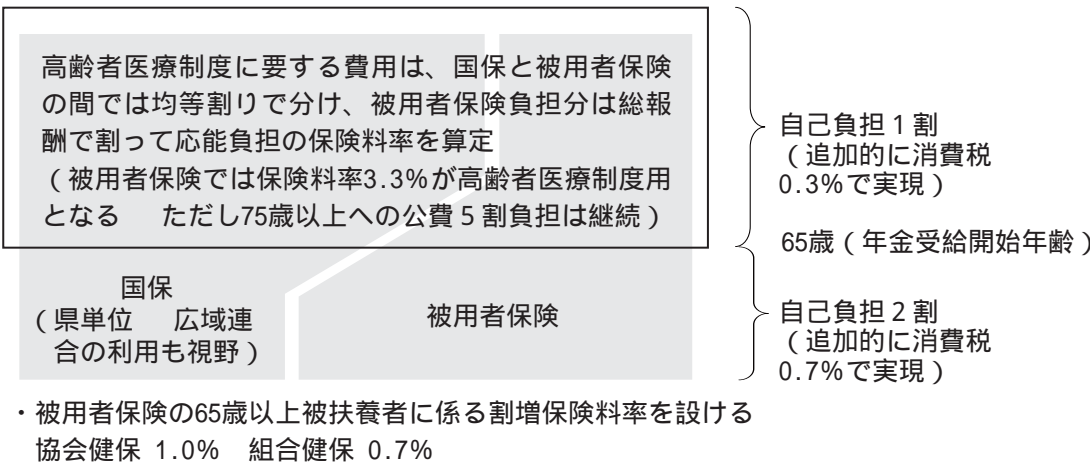 高齢者医療制度に要する費用は、国保と被用者保険
の間では均等割りで分け、被用者保険負担分は総報
酬で割って応能負担の保険料率を算定
（被用者保険では保険料率3.3%が高齢者医療制度用
となる　ただし75歳以上への公費５割負担は継続）
自己負担１割
（追加的に消費税
0.3%で実現）
65歳（年金受給開始年齢）
国保
（県単位　広域連
合の利用も視野）
被用者保険
自己負担２割
（追加的に消費税
0.7%で実現）
・被用者保険の65歳以上被扶養者に係る割増保険料率を設ける
協会健保 1.0%　組合健保 0.7%